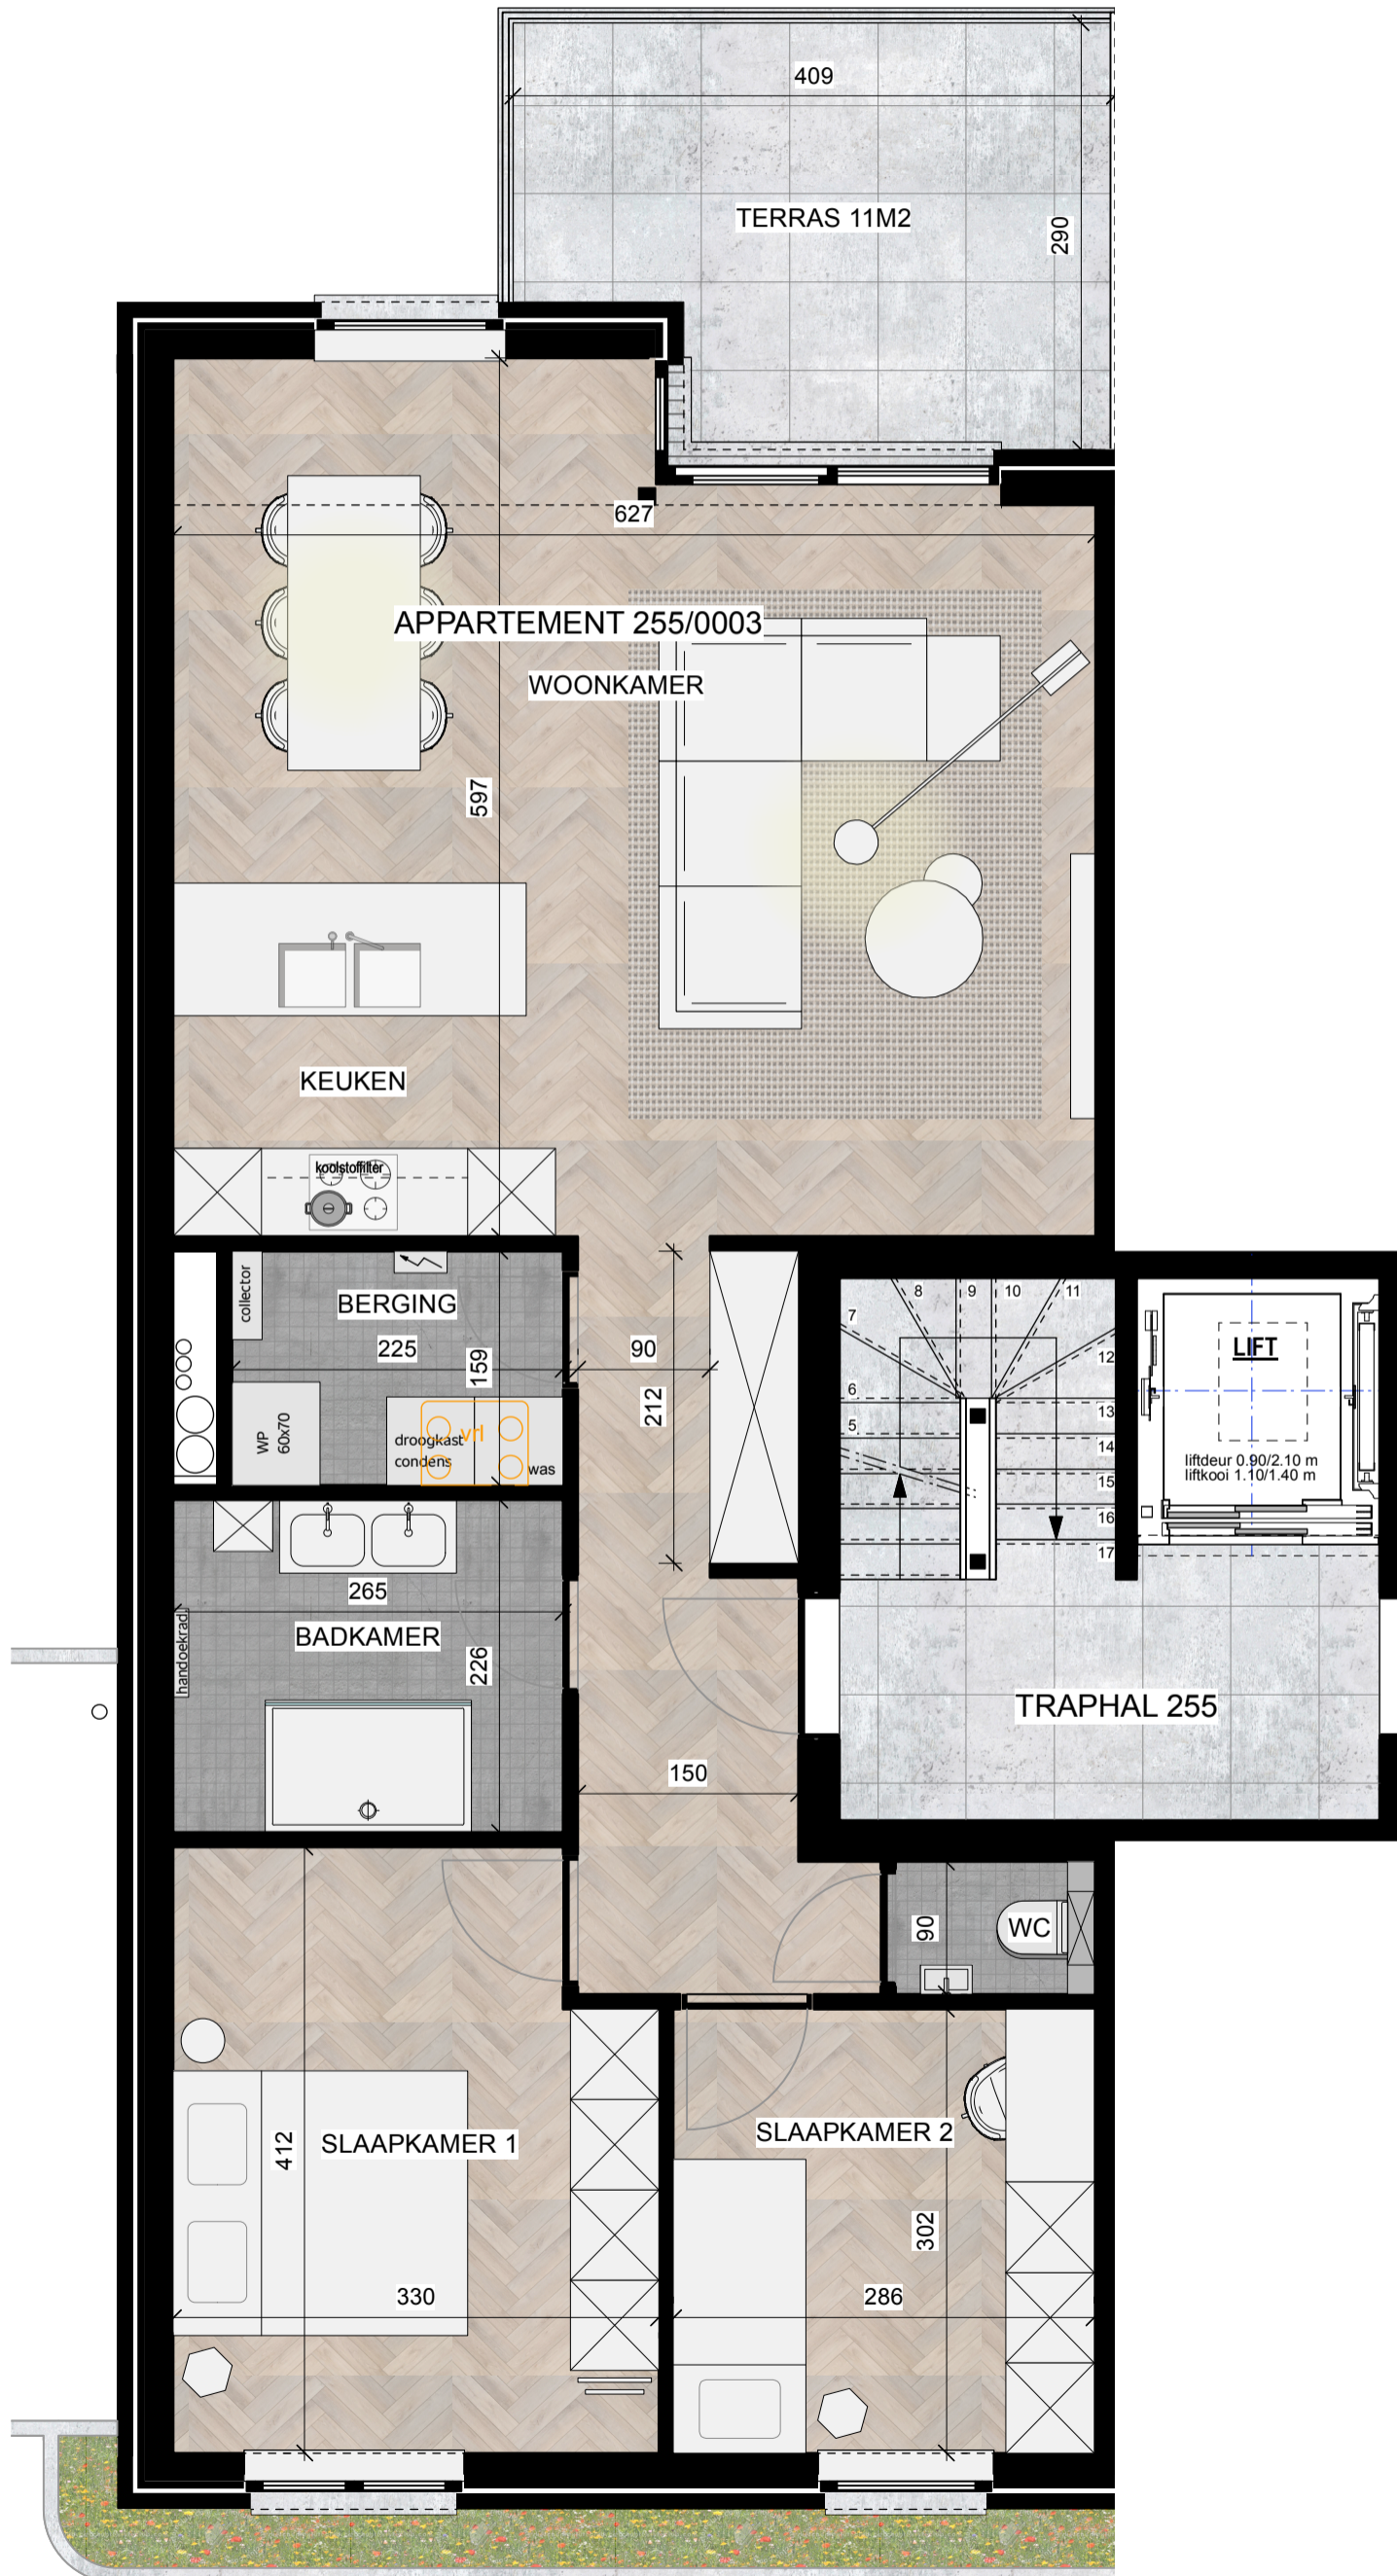 409
TERRAS 11M2
290
627
APPARTEMENT 255/0003
WOONKAMER
597
KEUKEN
koolstoffilter
collector
BERGING
225
159
90
212
WP
60x70
droogkast
condens
vrl
was
7
8
9
10
11
12
6
5
13
14
15
16
17
LIFT
liftdeur 0.90/2.10 m
liftkooi 1.10/1.40 m
265
BADKAMER
handoekrad
226
TRAPHAL 255
150
90
WC
SLAAPKAMER 1
412
330
SLAAPKAMER 2
302
286